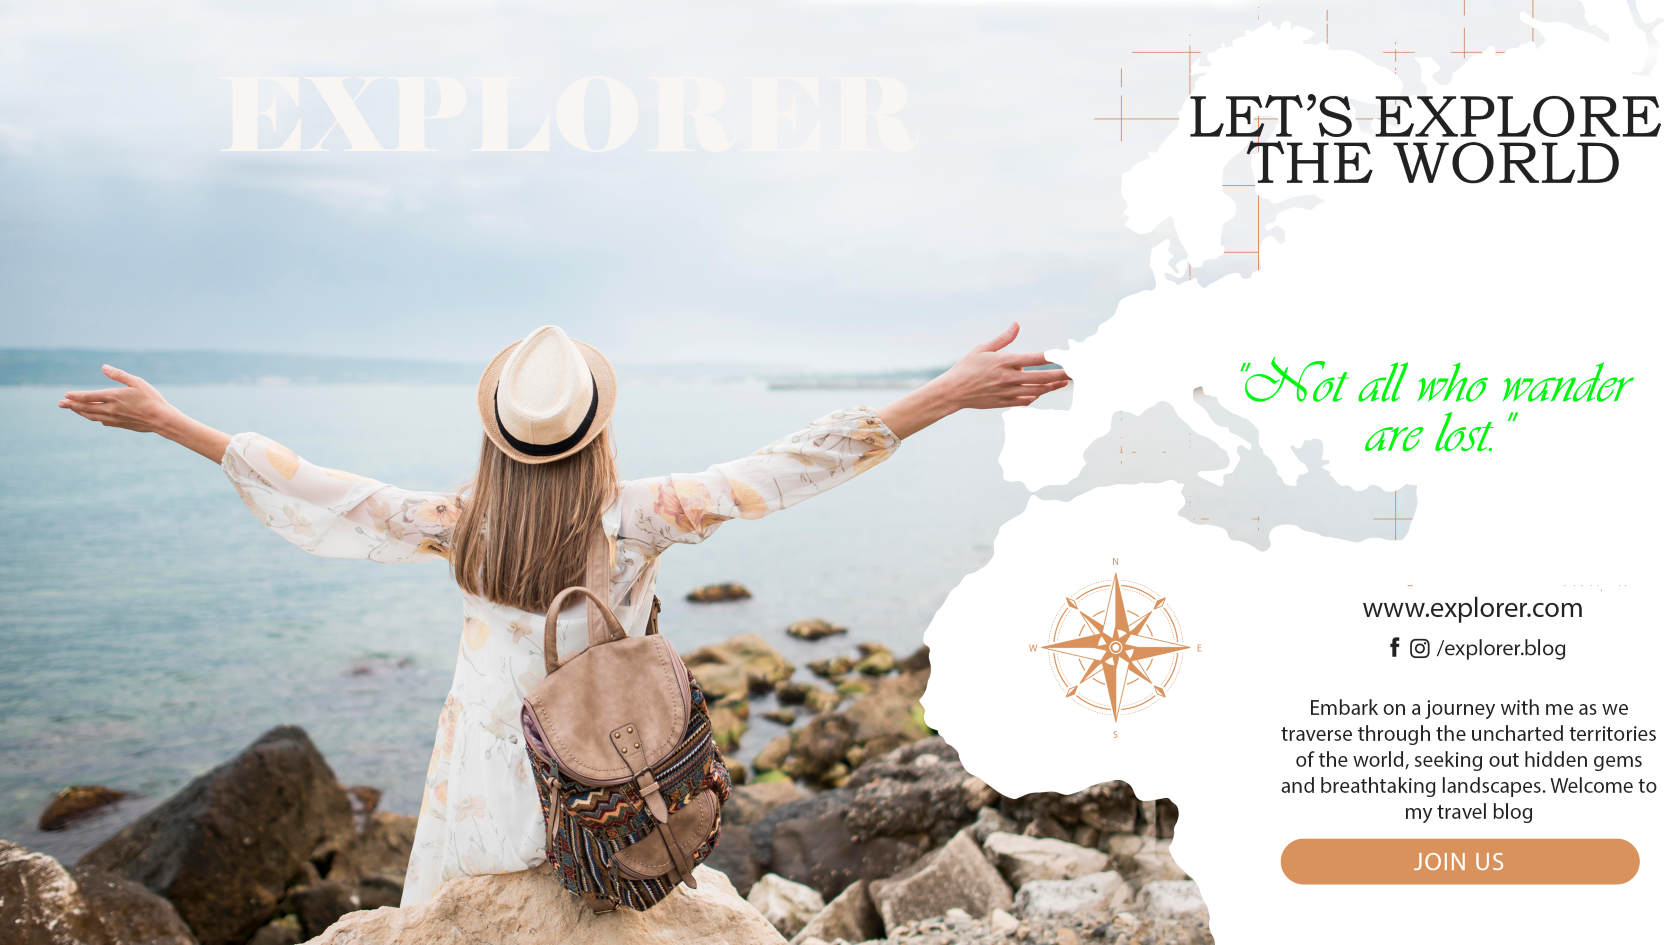 EXPLORER
LET’S EXPLORE
THE WORLD
"Not all who wander
are lost."
N
W
E
S
www.explorer.com
/explorer.blog
Embark on a journey with me as we
traverse through the uncharted territories
of the world, seeking out hidden gems
and breathtaking landscapes. Welcome to
my travel blog
JOIN US